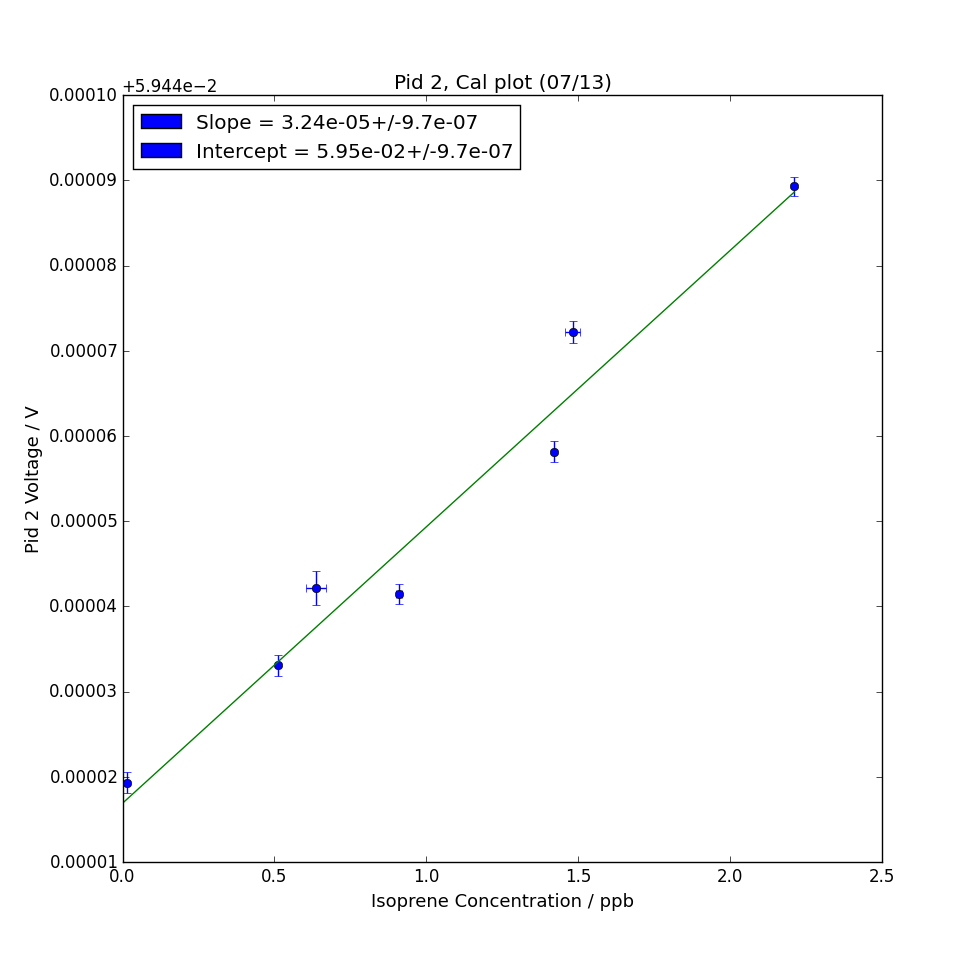 Pid 2, Cal plot (07/13)
+5.944e−2
Slope = 3.24e-05+/-9.7e-07
Intercept = 5.95e-02+/-9.7e-07
0.00010
0.00009
0.00008
0.00007
0.00006
0.00005
0.00004
0.00003
0.00002
0.00001
Pid 2 Voltage / V
0.0 0.5 1.0 1.5 2.0 2.5
Isoprene Concentration / ppb